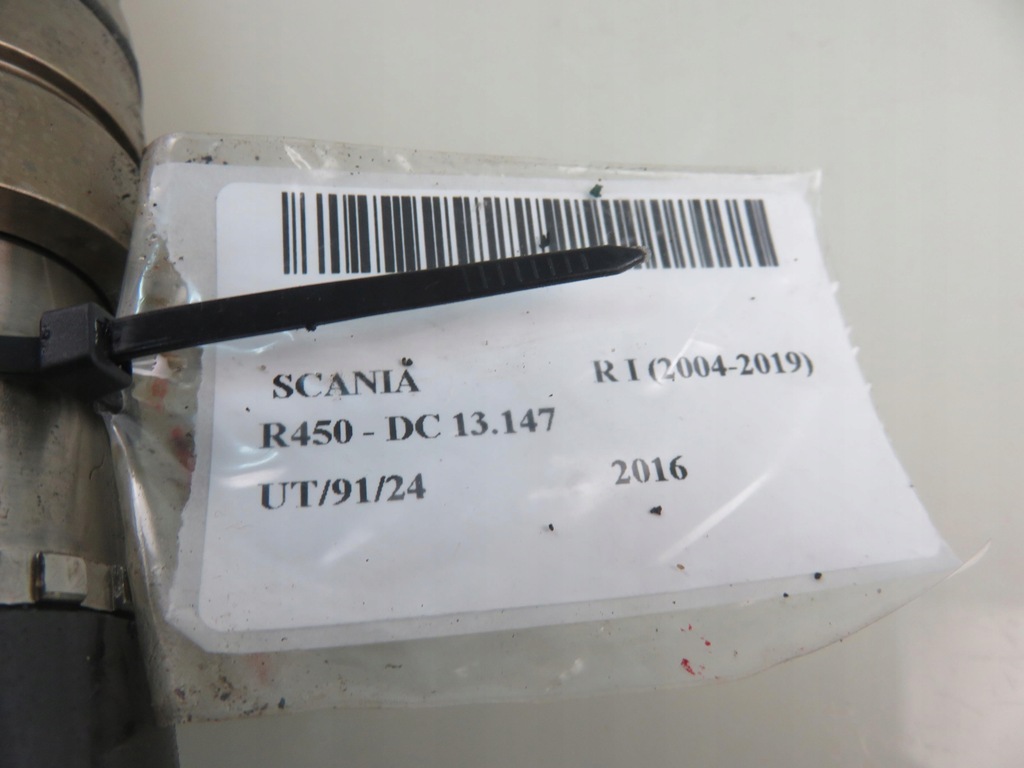 SCANIA R I (2004-2019)
R450 - DC 13.147
UT/91/24 2016